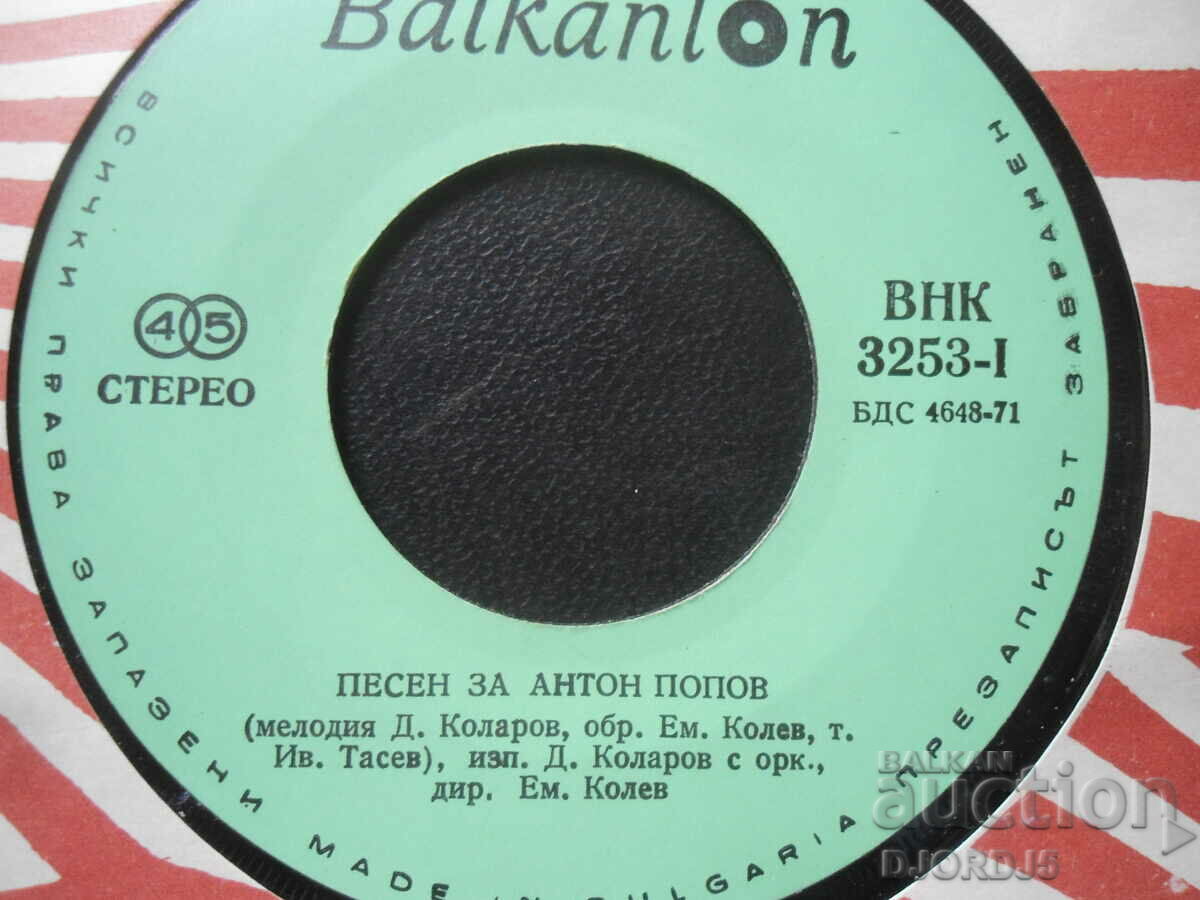 Balkanton
45
СТЕРЕО
ВНК
3253-I
БДС 4648-71
ПЕСЕН ЗА АНТОН ПОПОВ
(мелодия Д. Коларов, обр. Ем. Колев, т.
Ив. Тасев), изп. Д. Коларов с орк.,
дир. Ем. Колев
ВСИЧКИ ПРАВА ЗАПАЗЕНИ MADE IN BULGARIA ПРЕЗАПИСЪТ ЗАБРАНЕН
BALKAN
auction
DJORDJ5